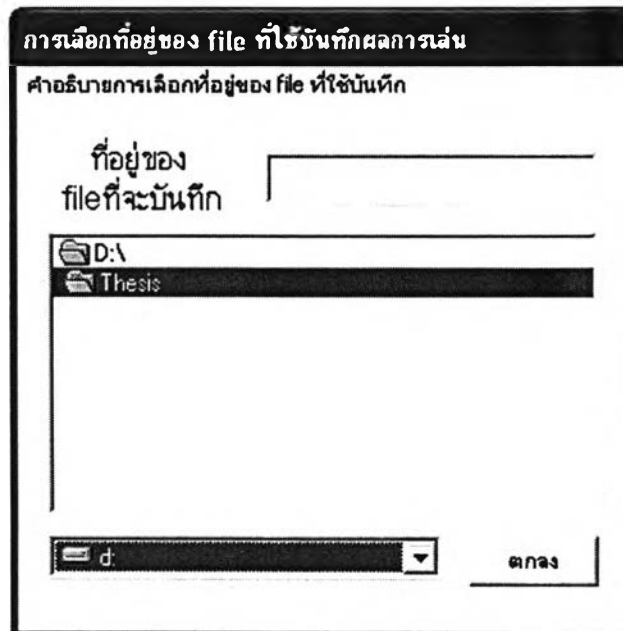 การเลือกที่อยู่ของ file ที่ใช้บันทึกผลการเล่น
คำอธิบายการเลือกที่อยู่ของ file ที่ใช้บันทึก
ที่อยู่ของ
fileที่จะบันทึก
D:\
Thesis
d:
ตกลง